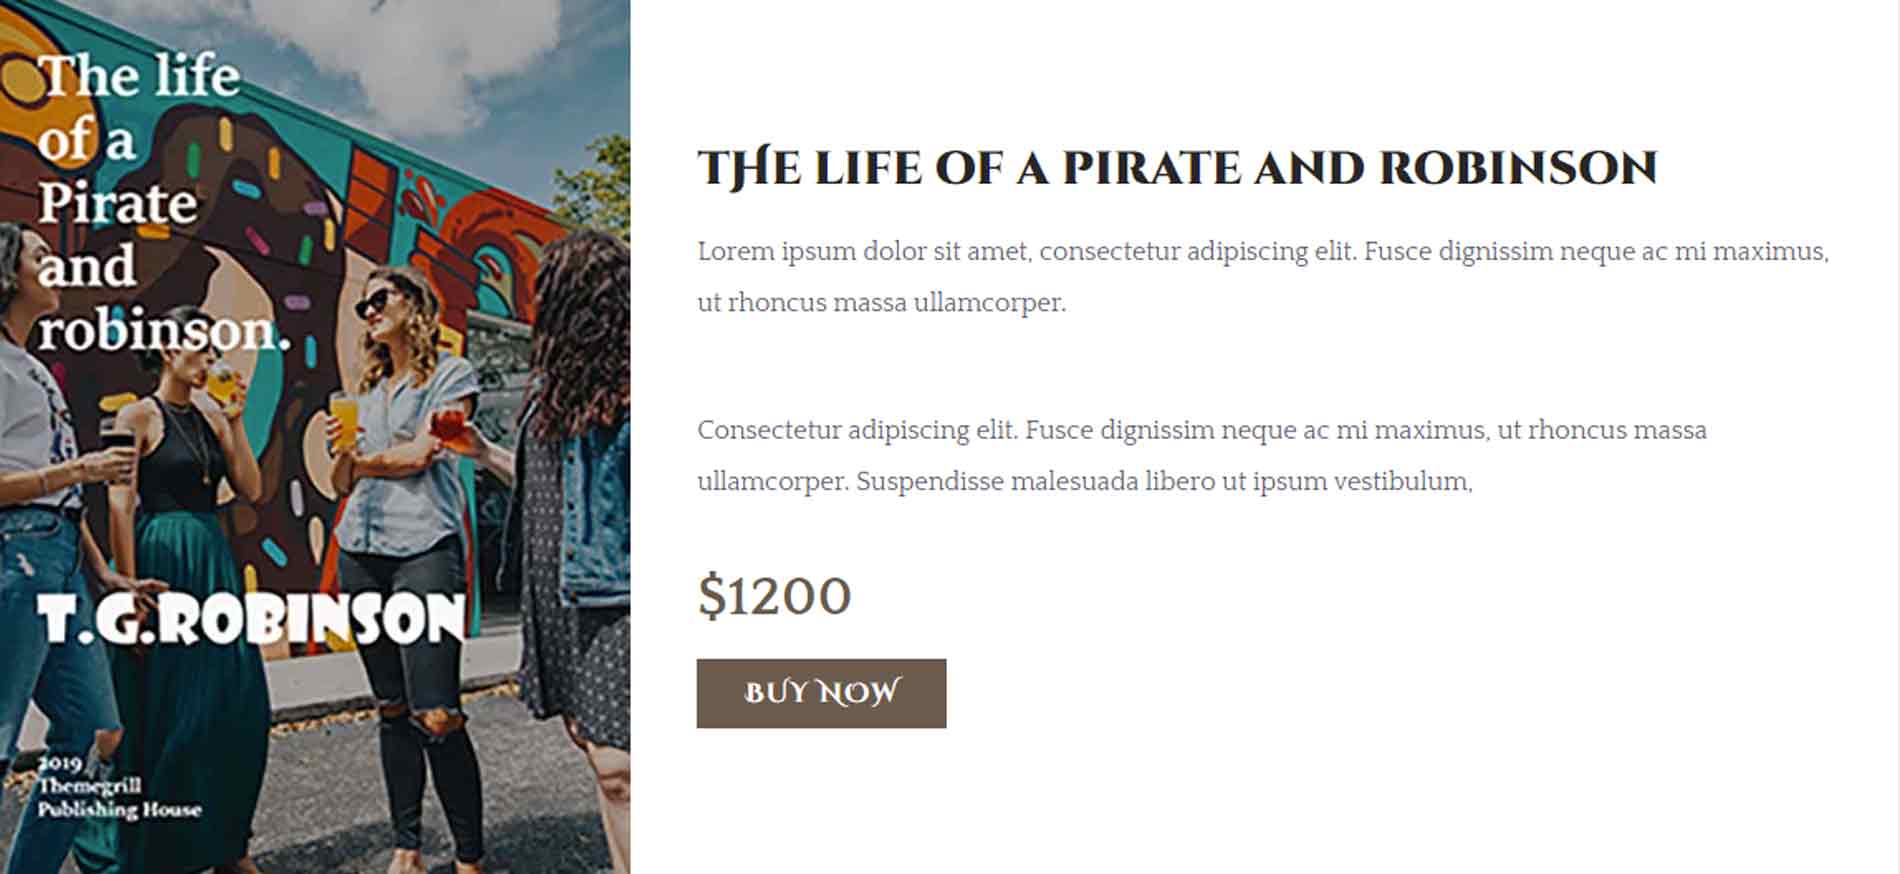 The life
of a
Pirate
and
robinson.
T.G.ROBINSON
2019
Themegrill
Publishing House
THE LIFE OF A PIRATE AND ROBINSON
Lorem ipsum dolor sit amet, consectetur adipiscing elit. Fusce dignissim neque ac mi maximus,
ut rhoncus massa ullamcorper.
Consectetur adipiscing elit. Fusce dignissim neque ac mi maximus, ut rhoncus massa
ullamcorper. Suspendisse malesuada libero ut ipsum vestibulum,
$1200
BUY NOW